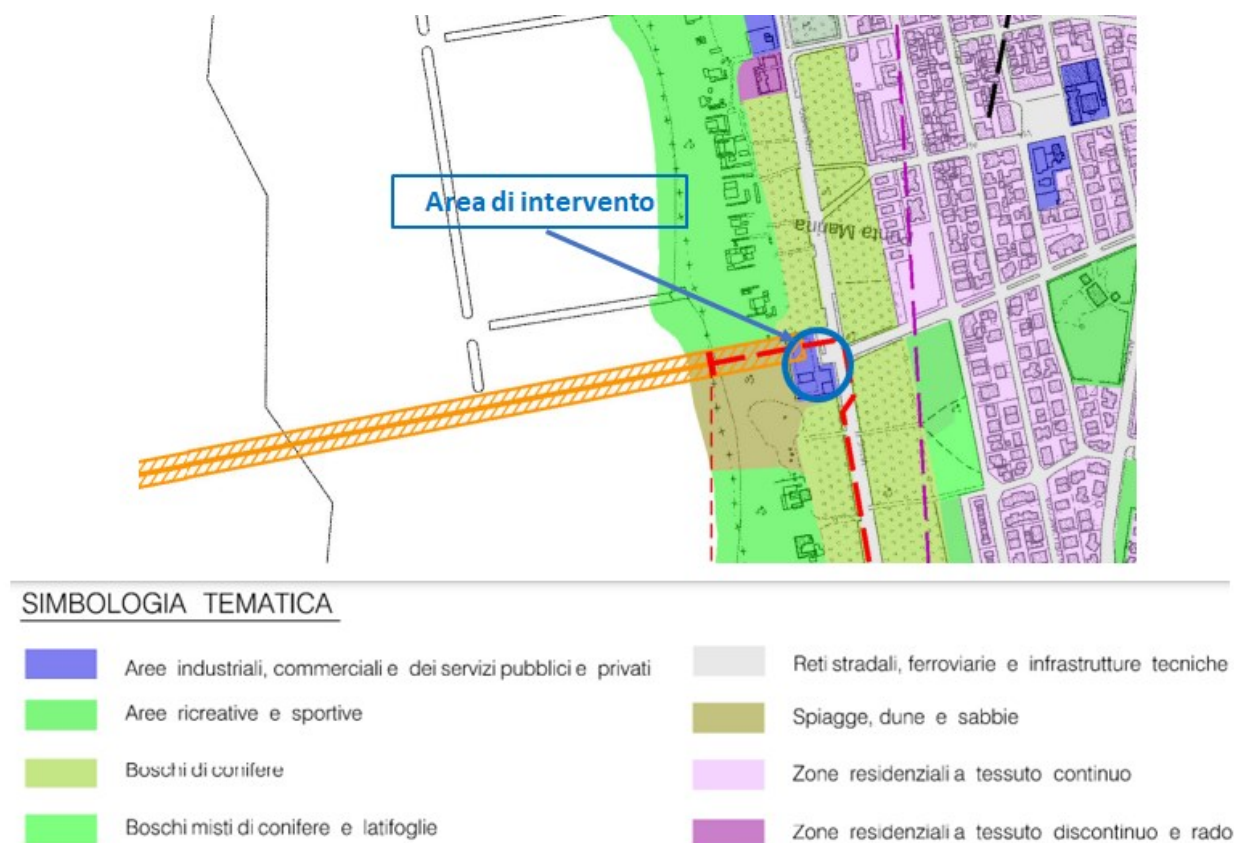 Area di intervento
Punta Marina
SIMBOLOGIA TEMATICA
Aree industriali, commerciali e dei servizi pubblici e privati
Aree ricreative e sportive
Boschi di conifere
Boschi misti di conifere e latifoglie
Reti stradali, ferroviarie e infrastrutture tecniche
Spiagge, dune e sabbie
Zone residenziali a tessuto continuo
Zone residenziali a tessuto discontinuo e rado